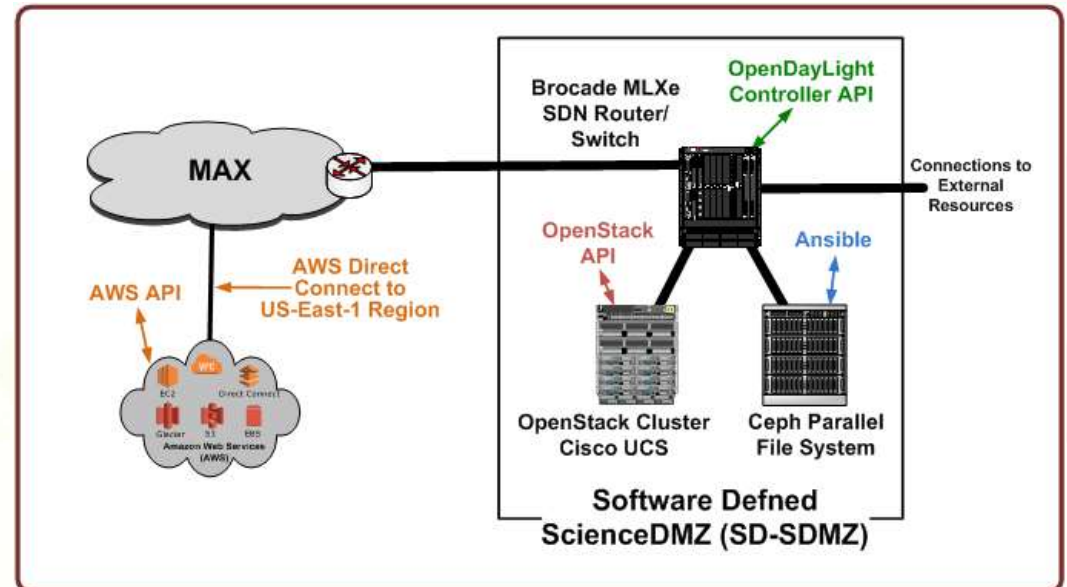 Brocade MLXe
SDN Router/
Switch
OpenDayLight
Controller API
MAX
Connections to
External
Resources
OpenStack
API
Ansible
AWS API
AWS Direct
Connect to
US-East-1 Region
EC2
Direct Connect
Glacier
S3
EBS
Amazon Web Services
(AWS)
OpenStack Cluster
Cisco UCS
Ceph Parallel
File System
Software Defned
ScienceDMZ (SD-SDMZ)